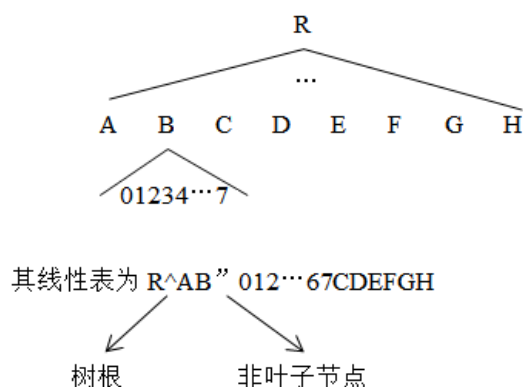 R
...
A B C D E F G H
01234…7
其线性表为 R^AB” 012…67CDEFGH
树根 非叶子节点